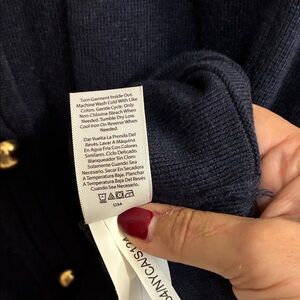 Turn Garment Inside Out.
Machine Wash Cold With Like
Colors. Gentle Cycle. Only
Non-Chlorine Bleach When
Needed. Tumble Dry Low.
Cool Iron On Reverse When
Needed.
Dar Vuelta La Prenda Del
Revés. Lavar A Máquina
En Agua Fría Con Colores
Similares. Ciclo Delicado.
Blanqueador Sin Cloro
Solamente Cuando Sea
Necesario. Secar En Secadora
A Temperatura Baja. Planchar
A Temperatura Baja Del Revés
Cuando Sea Necesario.